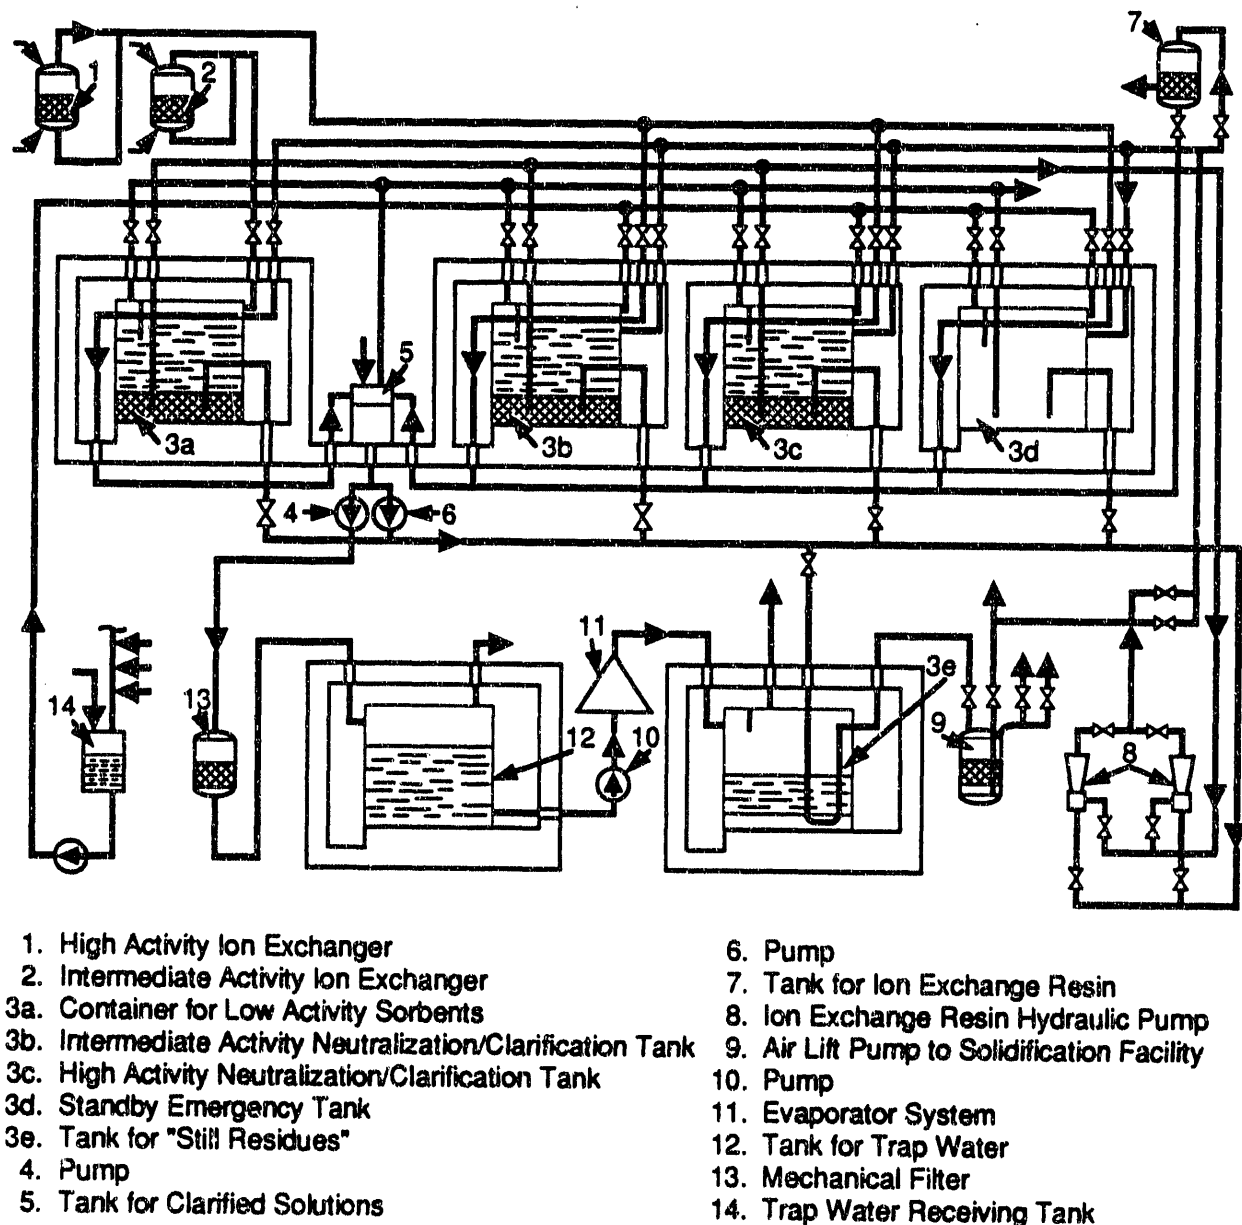 7
1
2
5
3a
3b
3c
3d
4
6
11
3e
14
13
12
10
9
8
1. High Activity Ion Exchanger
2. Intermediate Activity Ion Exchanger
3a. Container for Low Activity Sorbents
3b. Intermediate Activity Neutralization/Clarification Tank
3c. High Activity Neutralization/Clarification Tank
3d. Standby Emergency Tank
3e. Tank for "Still Residues"
4. Pump
5. Tank for Clarified Solutions
6. Pump
7. Tank for Ion Exchange Resin
8. Ion Exchange Resin Hydraulic Pump
9. Air Lift Pump to Solidification Facility
10. Pump
11. Evaporator System
12. Tank for Trap Water
13. Mechanical Filter
14. Trap Water Receiving Tank